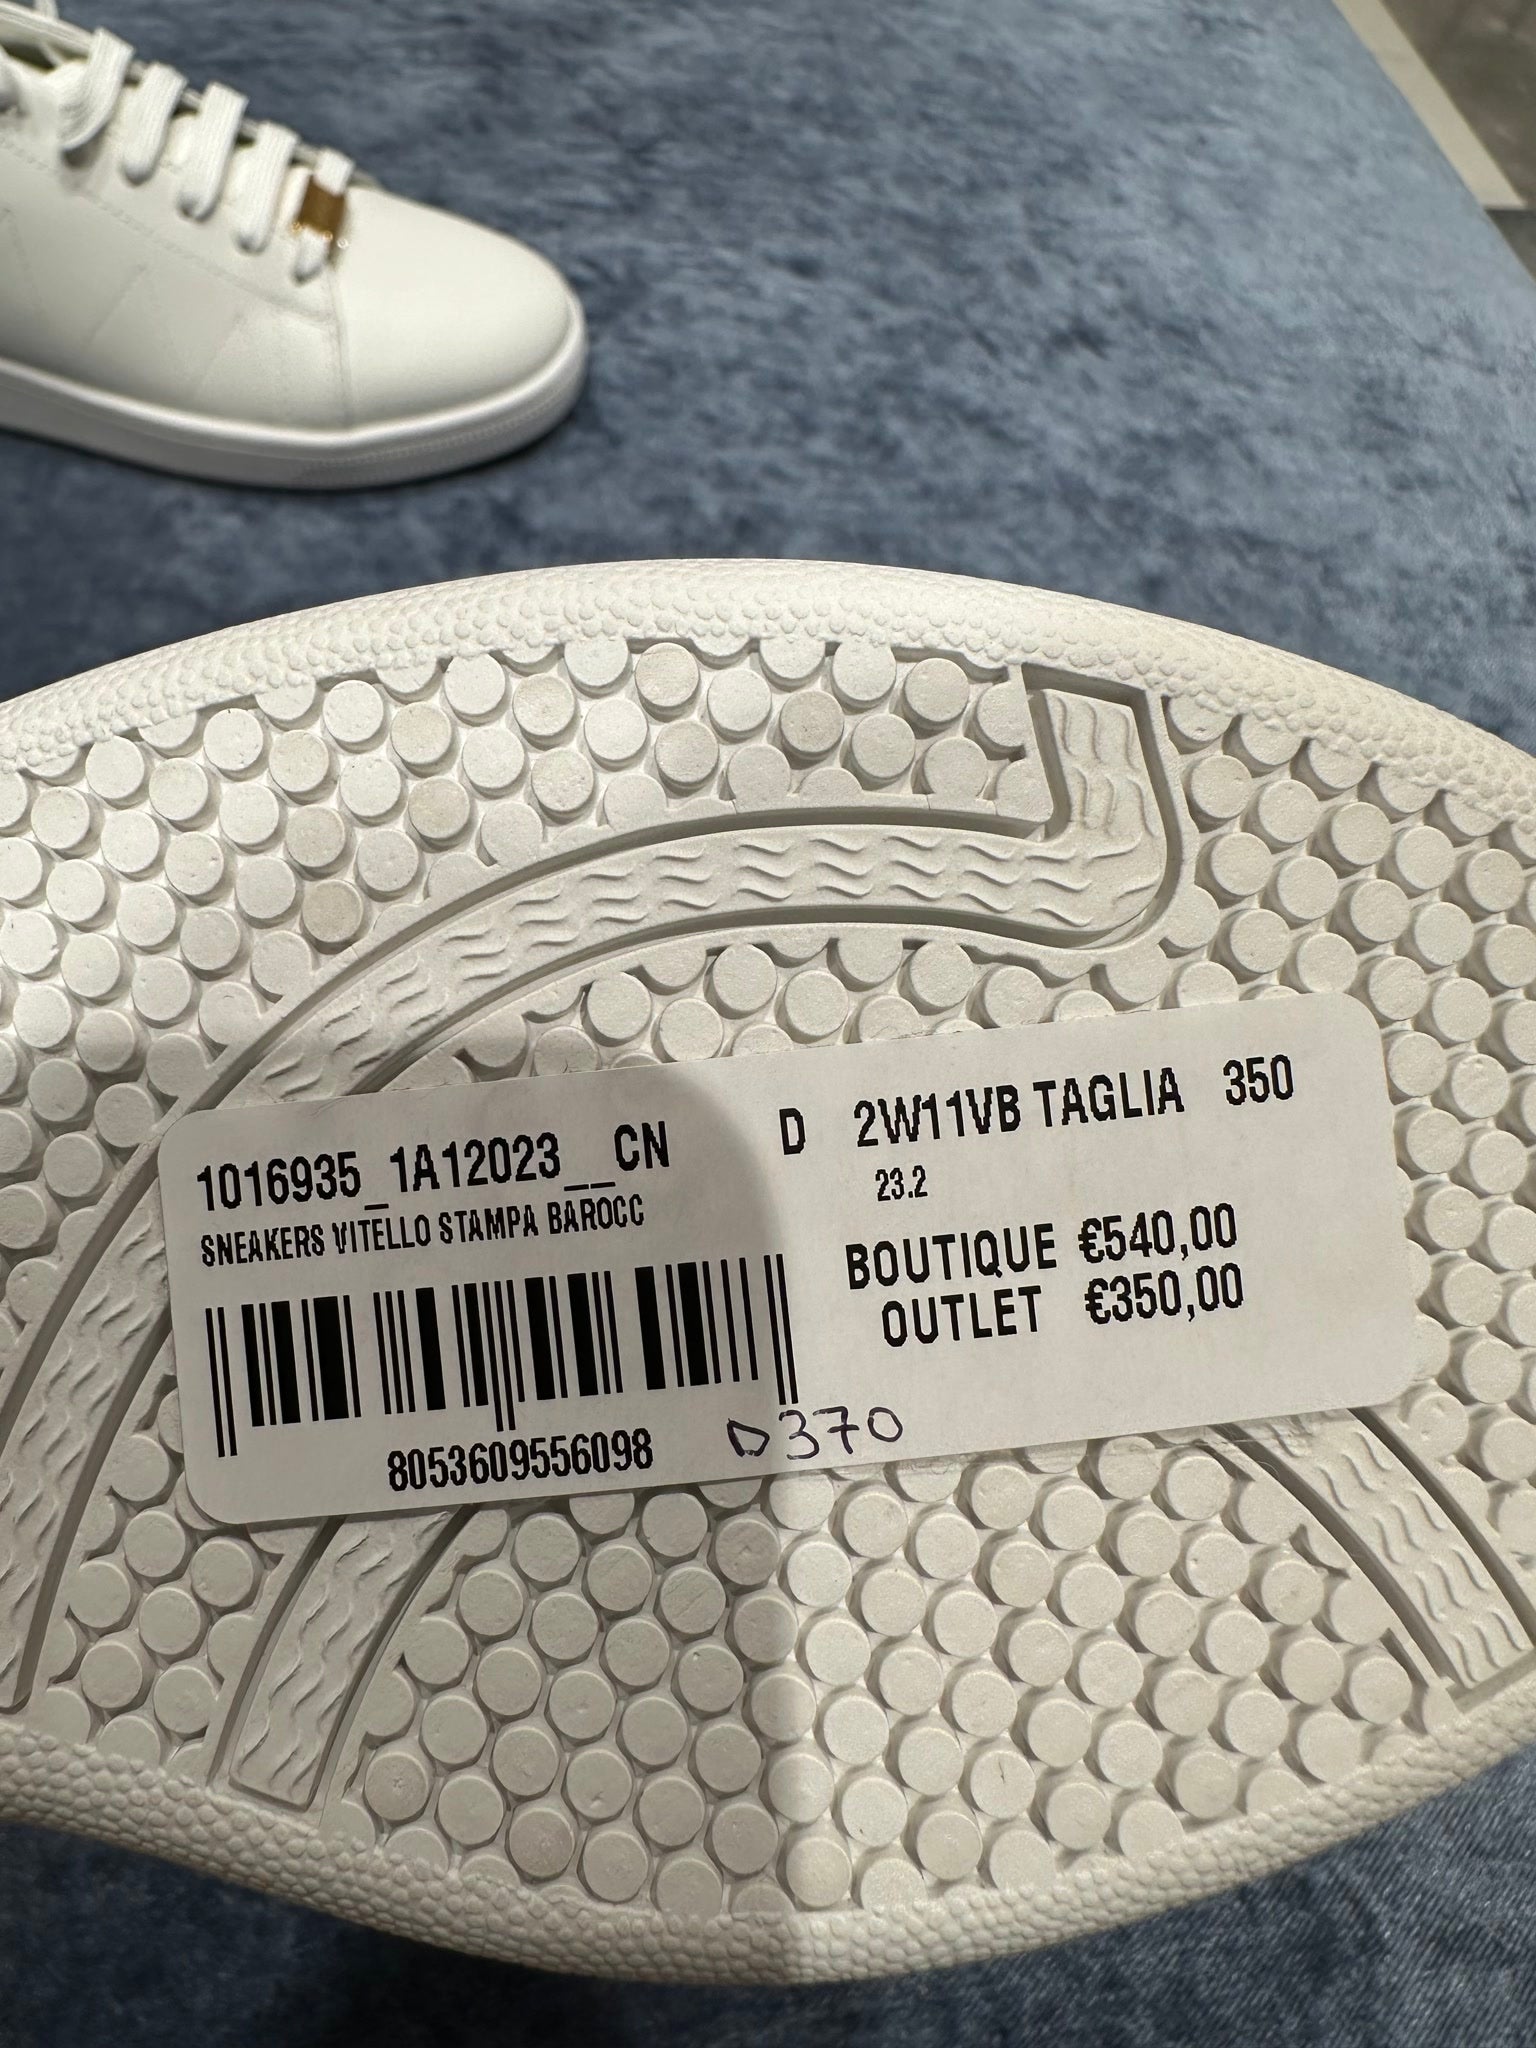 1016935_1A12023__CN D 2W11VB TAGLIA 350
SNEAKERS VITELLO STAMPA BAROCC 23.2
BOUTIQUE €540,00
OUTLET €350,00
8053609556098 D370